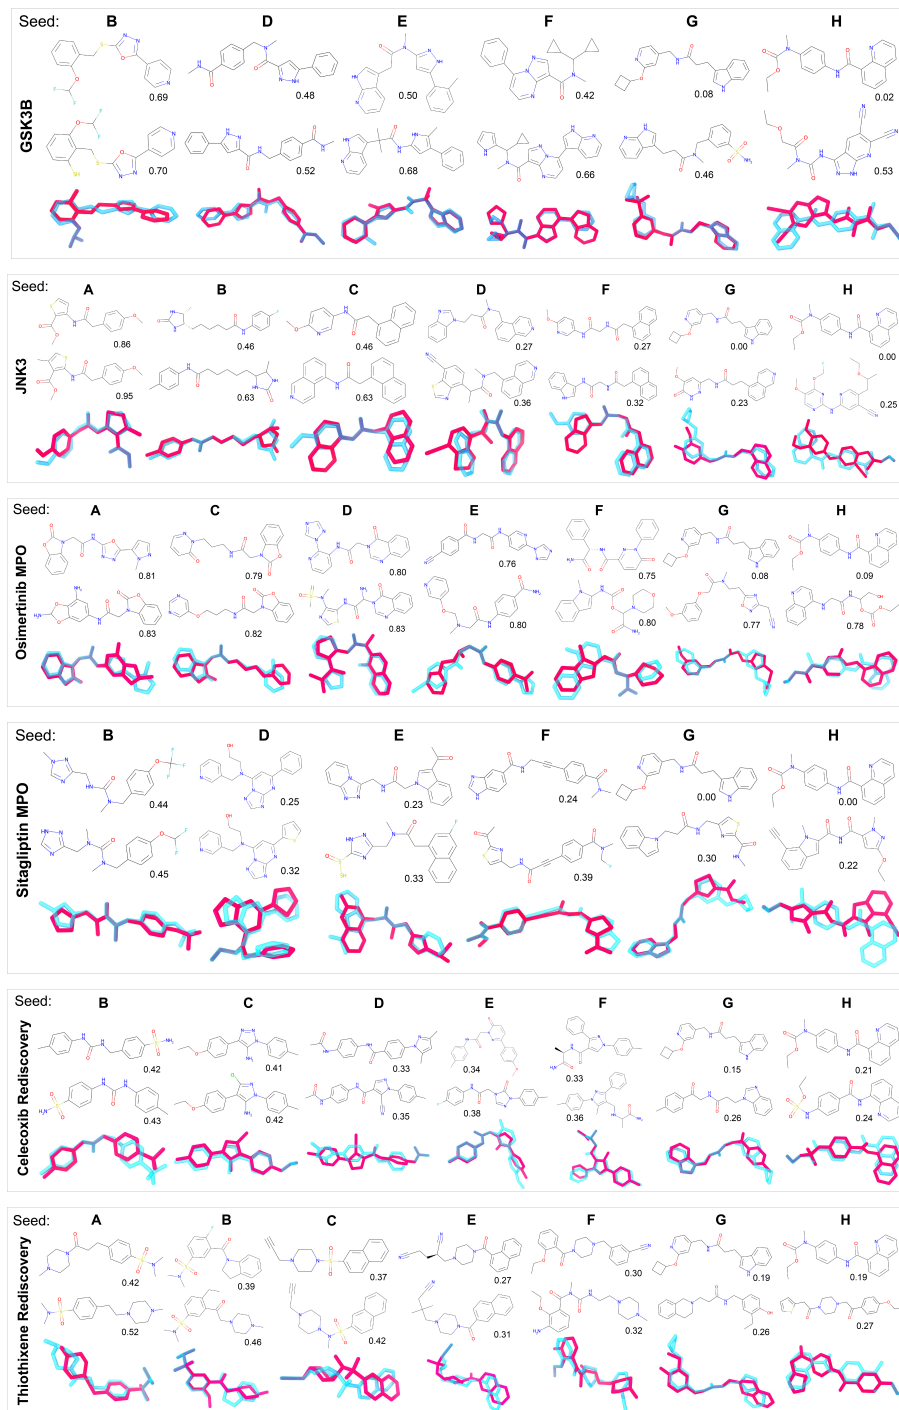 Seed: B D E F G H
GSK3B
0.69 0.48 0.50 0.42 0.08 0.02
0.70 0.52 0.68 0.66 0.46 0.53
Seed: A B C D F G H
JNK3
0.86 0.46 0.46 0.27 0.27 0.00 0.00
0.95 0.63 0.63 0.36 0.32 0.23 0.25
Seed: A C D E F G H
Osimertinib MPO
0.81 0.79 0.80 0.76 0.75 0.08 0.09
0.83 0.82 0.83 0.80 0.80 0.77 0.78
Seed: B D E F G H
Sitagliptin MPO
0.44 0.25 0.23 0.24 0.00 0.00
0.45 0.32 0.33 0.39 0.30 0.22
Seed: B C D E F G H
Celecoxib Rediscovery
0.42 0.41 0.33 0.34 0.33 0.15 0.21
0.43 0.42 0.35 0.38 0.36 0.26 0.24
Seed: A B C E F G H
Thiothixene Rediscovery
0.42 0.39 0.37 0.27 0.30 0.19 0.19
0.52 0.46 0.42 0.31 0.32 0.26 0.27